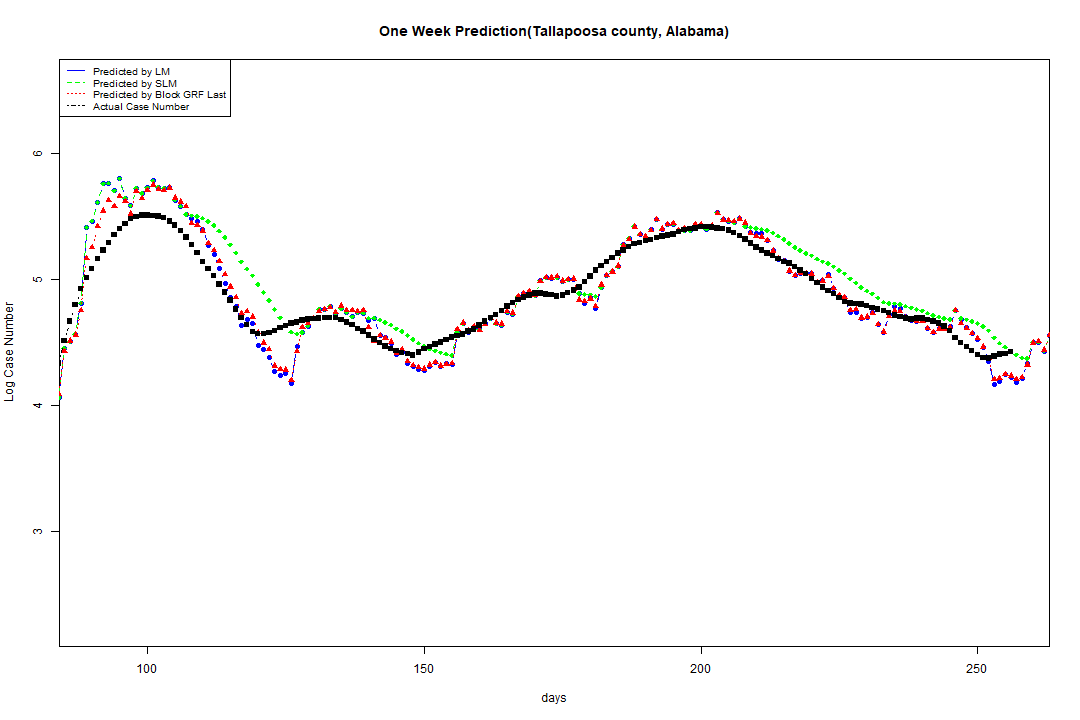 One Week Prediction(Tallapoosa county, Alabama)
Predicted by LM
Predicted by SLM
Predicted by Block GRF Last
Actual Case Number
6
5
4
3
Log Case Number
100 150 200 250
days